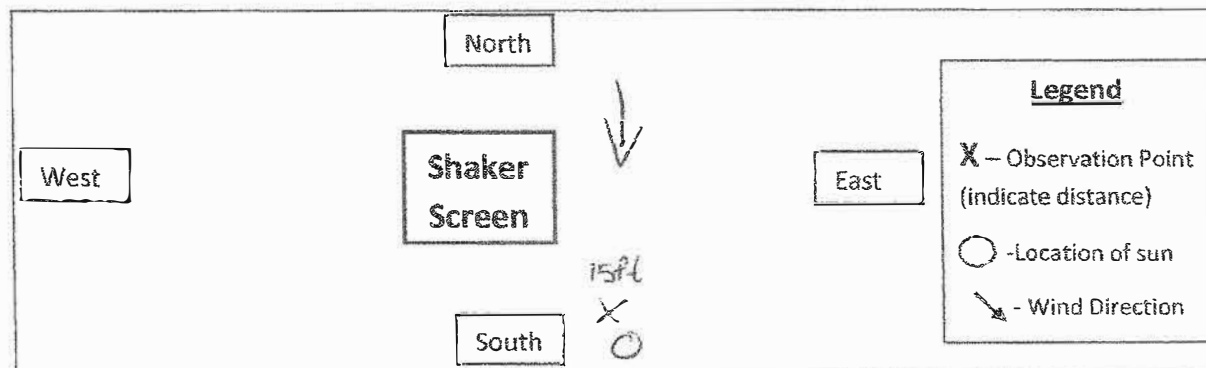 North
West
Shaker
Screen
East
15ft
X
South
Legend
X – Observation Point
(indicate distance)
-Location of sun
- Wind Direction